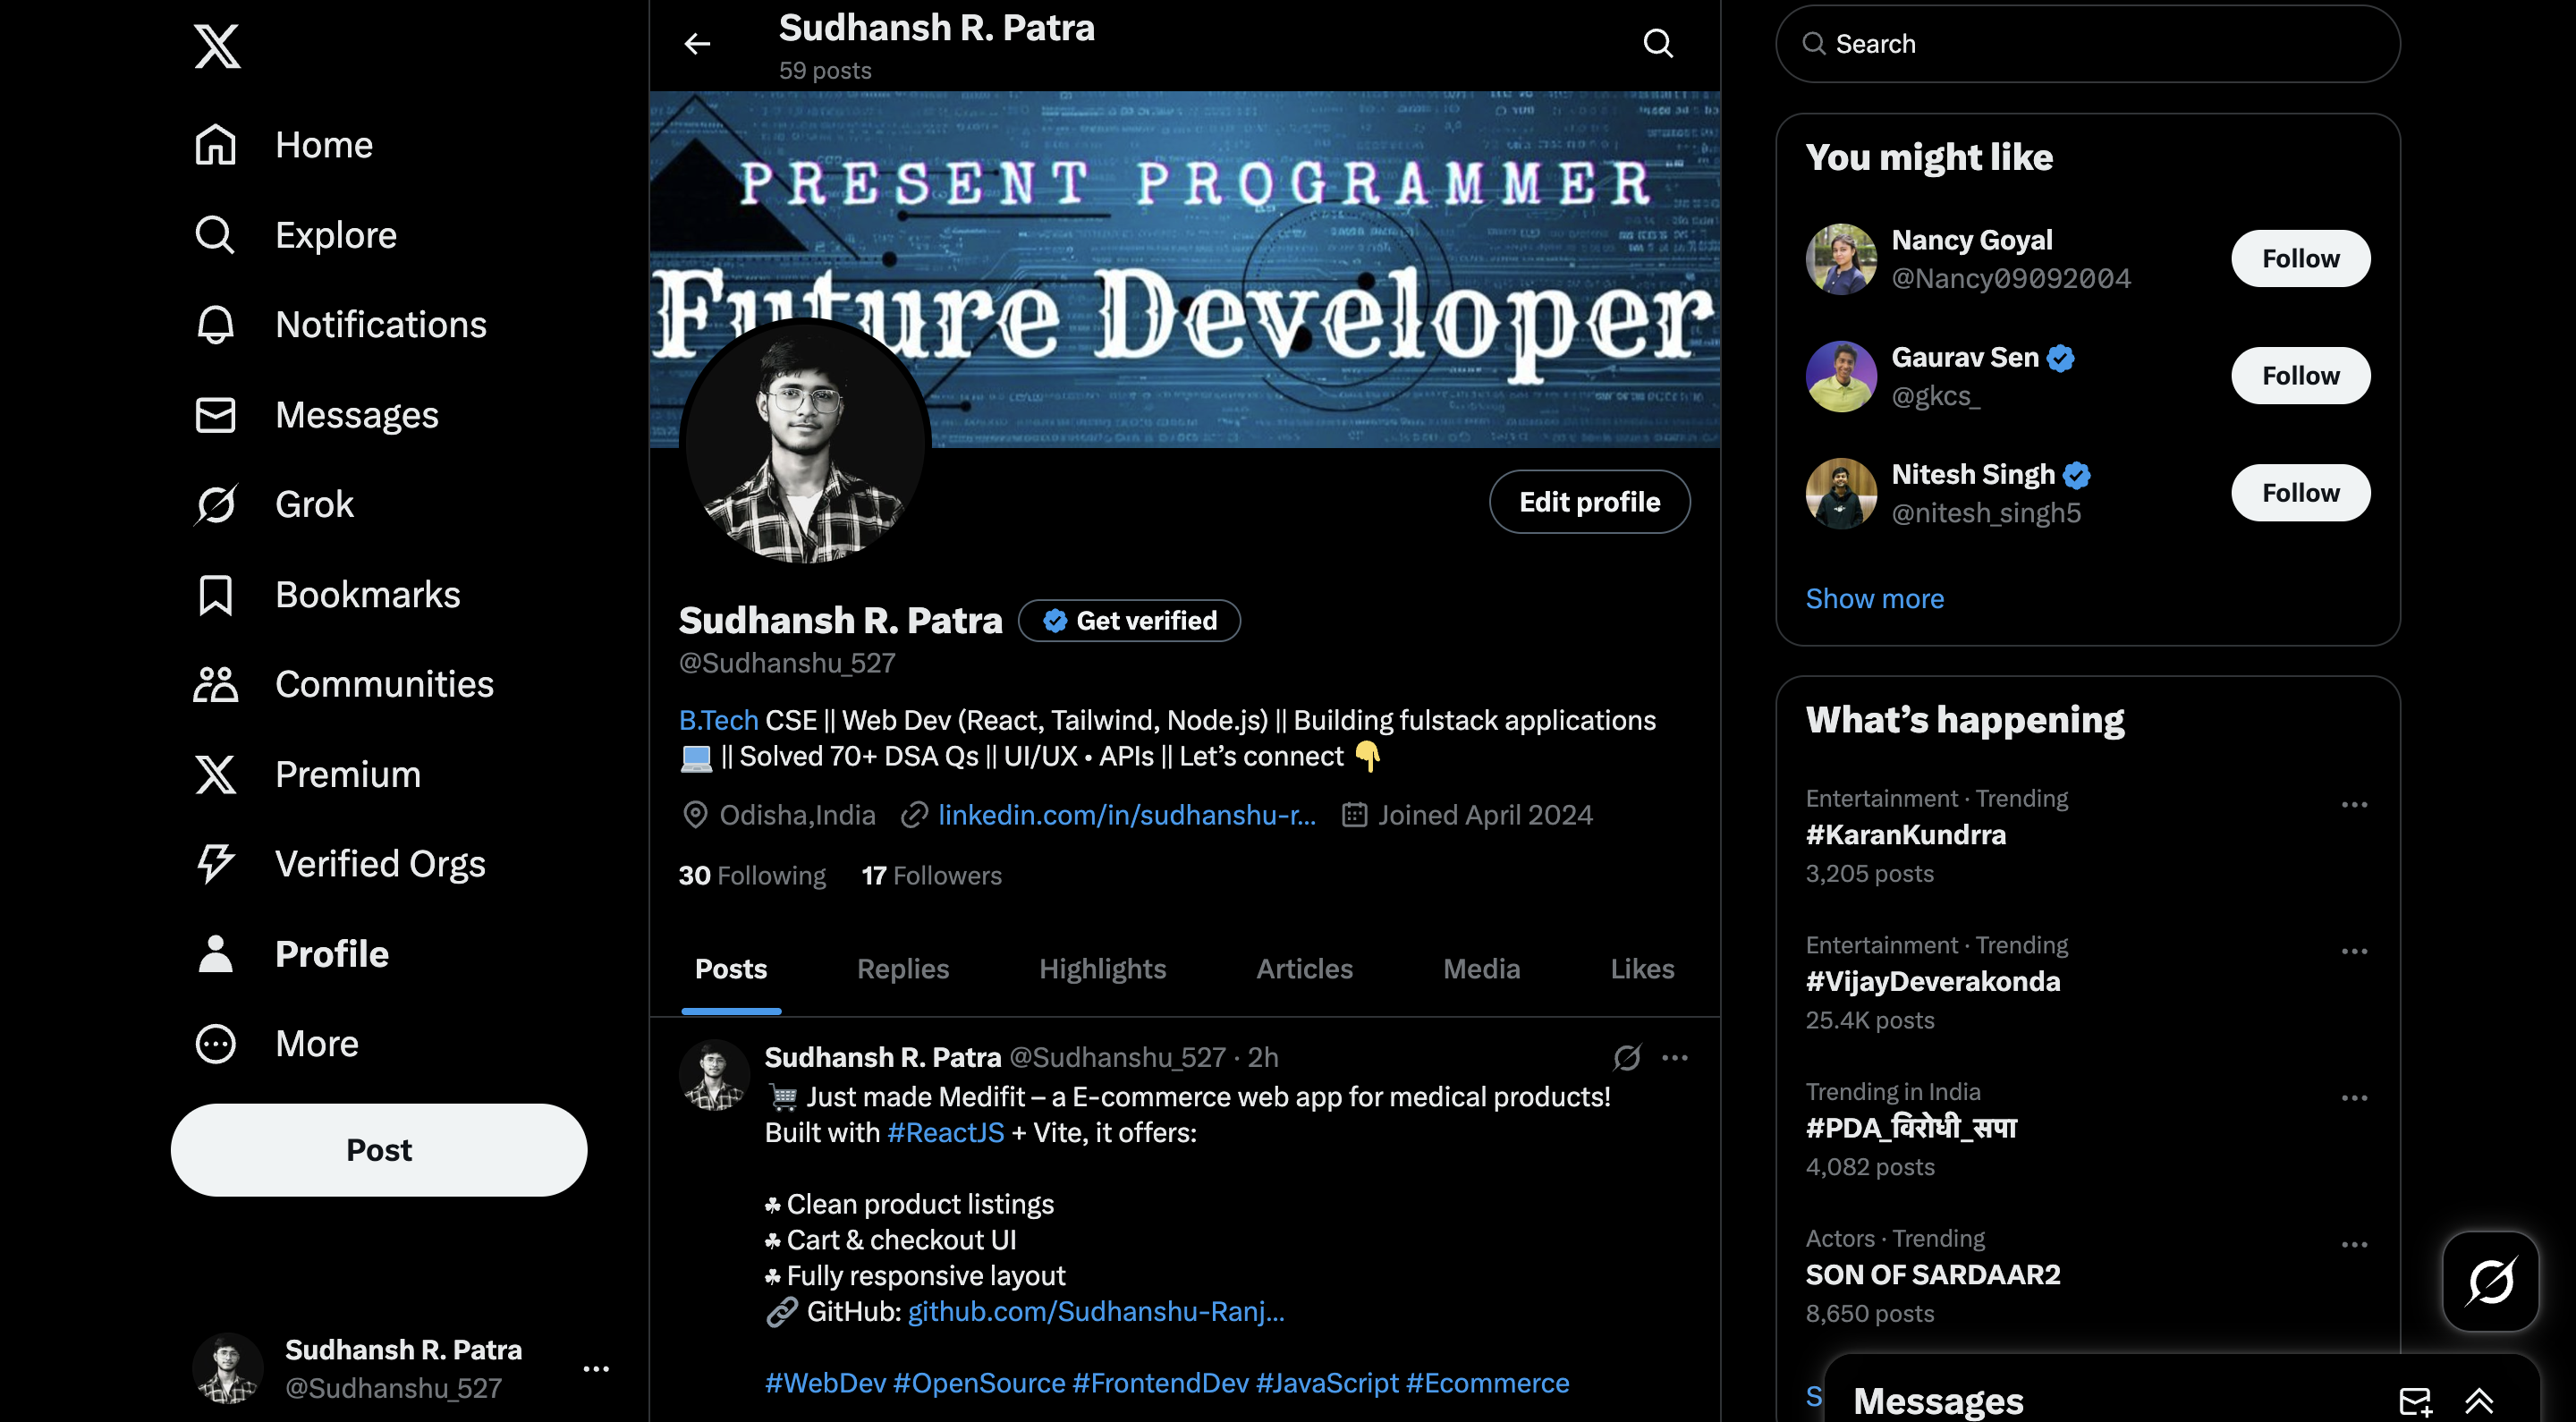 Home
Explore
Notifications
Messages
Grok
Bookmarks
Communities
Premium
Verified Orgs
Profile
More
Post
Sudhansh R. Patra
@Sudhanshu_527
Sudhansh R. Patra
59 posts
PRESENT PROGRAMMER
Future Developer
Edit profile
Sudhansh R. Patra Get verified
@Sudhanshu_527
B.Tech CSE || Web Dev (React, Tailwind, Node.js) || Building fulstack applications
💻 || Solved 70+ DSA Qs || UI/UX • APIs || Let’s connect 👇
Odisha,India linkedin.com/in/sudhanshu-r... Joined April 2024
30 Following 17 Followers
Posts Replies Highlights Articles Media Likes
Sudhansh R. Patra @Sudhanshu_527 · 2h
🛒 Just made Medifit – a E-commerce web app for medical products!
Built with #ReactJS + Vite, it offers:
☘ Clean product listings
☘ Cart & checkout UI
☘ Fully responsive layout
🔗 GitHub: github.com/Sudhanshu-Ranj...
#WebDev #OpenSource #FrontendDev #JavaScript #Ecommerce
Search
You might like
Nancy Goyal
@Nancy09092004
Follow
Gaurav Sen
@gkcs_
Follow
Nitesh Singh
@nitesh_singh5
Follow
Show more
What’s happening
Entertainment · Trending
#KaranKundrra
3,205 posts
Entertainment · Trending
#VijayDeverakonda
25.4K posts
Trending in India
#PDA_विरोधी_सपा
4,082 posts
Actors · Trending
SON OF SARDAAR2
8,650 posts
Messages